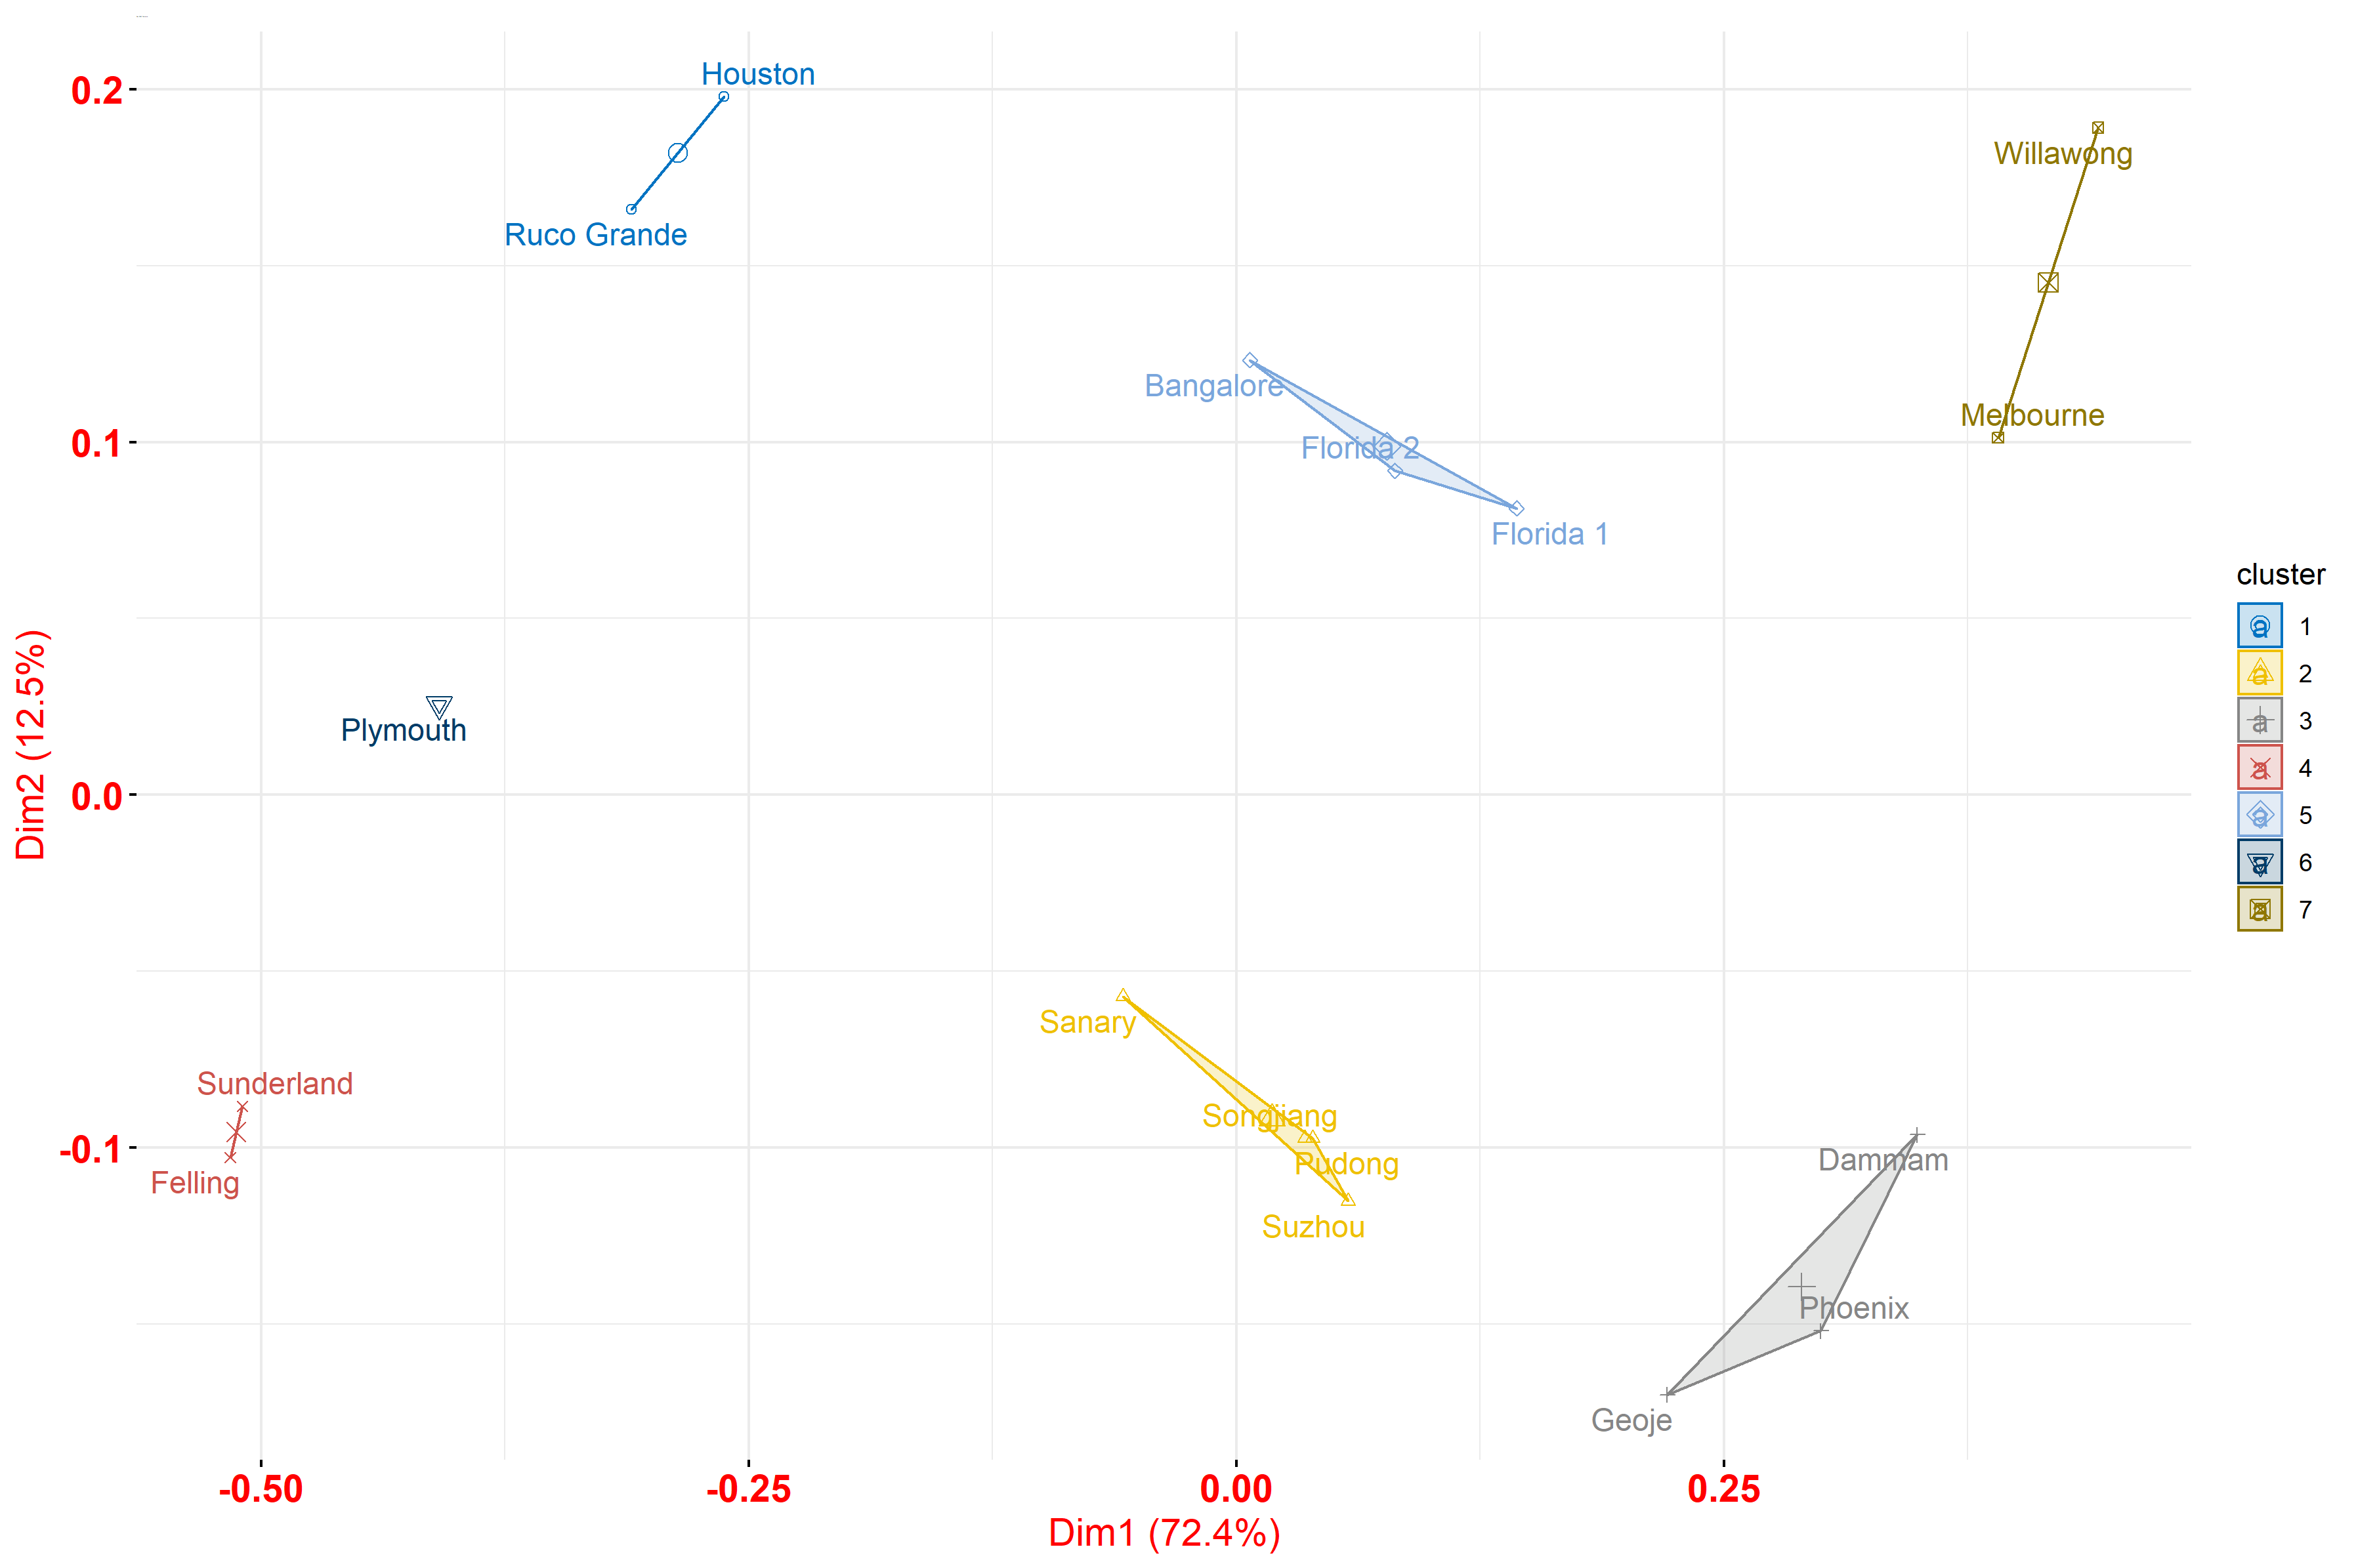 Houston
0.2
Willawong
Ruco Grande
Bangalore
Melbourne
0.1
Florida 2
Florida 1
cluster
a 1
a 2
a 3
a 4
a 5
a 6
a 7
Plymouth
Dim2 (12.5%)
0.0
Sanary
Sunderland
Songjiang
-0.1
Pudong
Dammam
Felling
Suzhou
Phoenix
Geoje
-0.50
-0.25
0.00
0.25
Dim1 (72.4%)